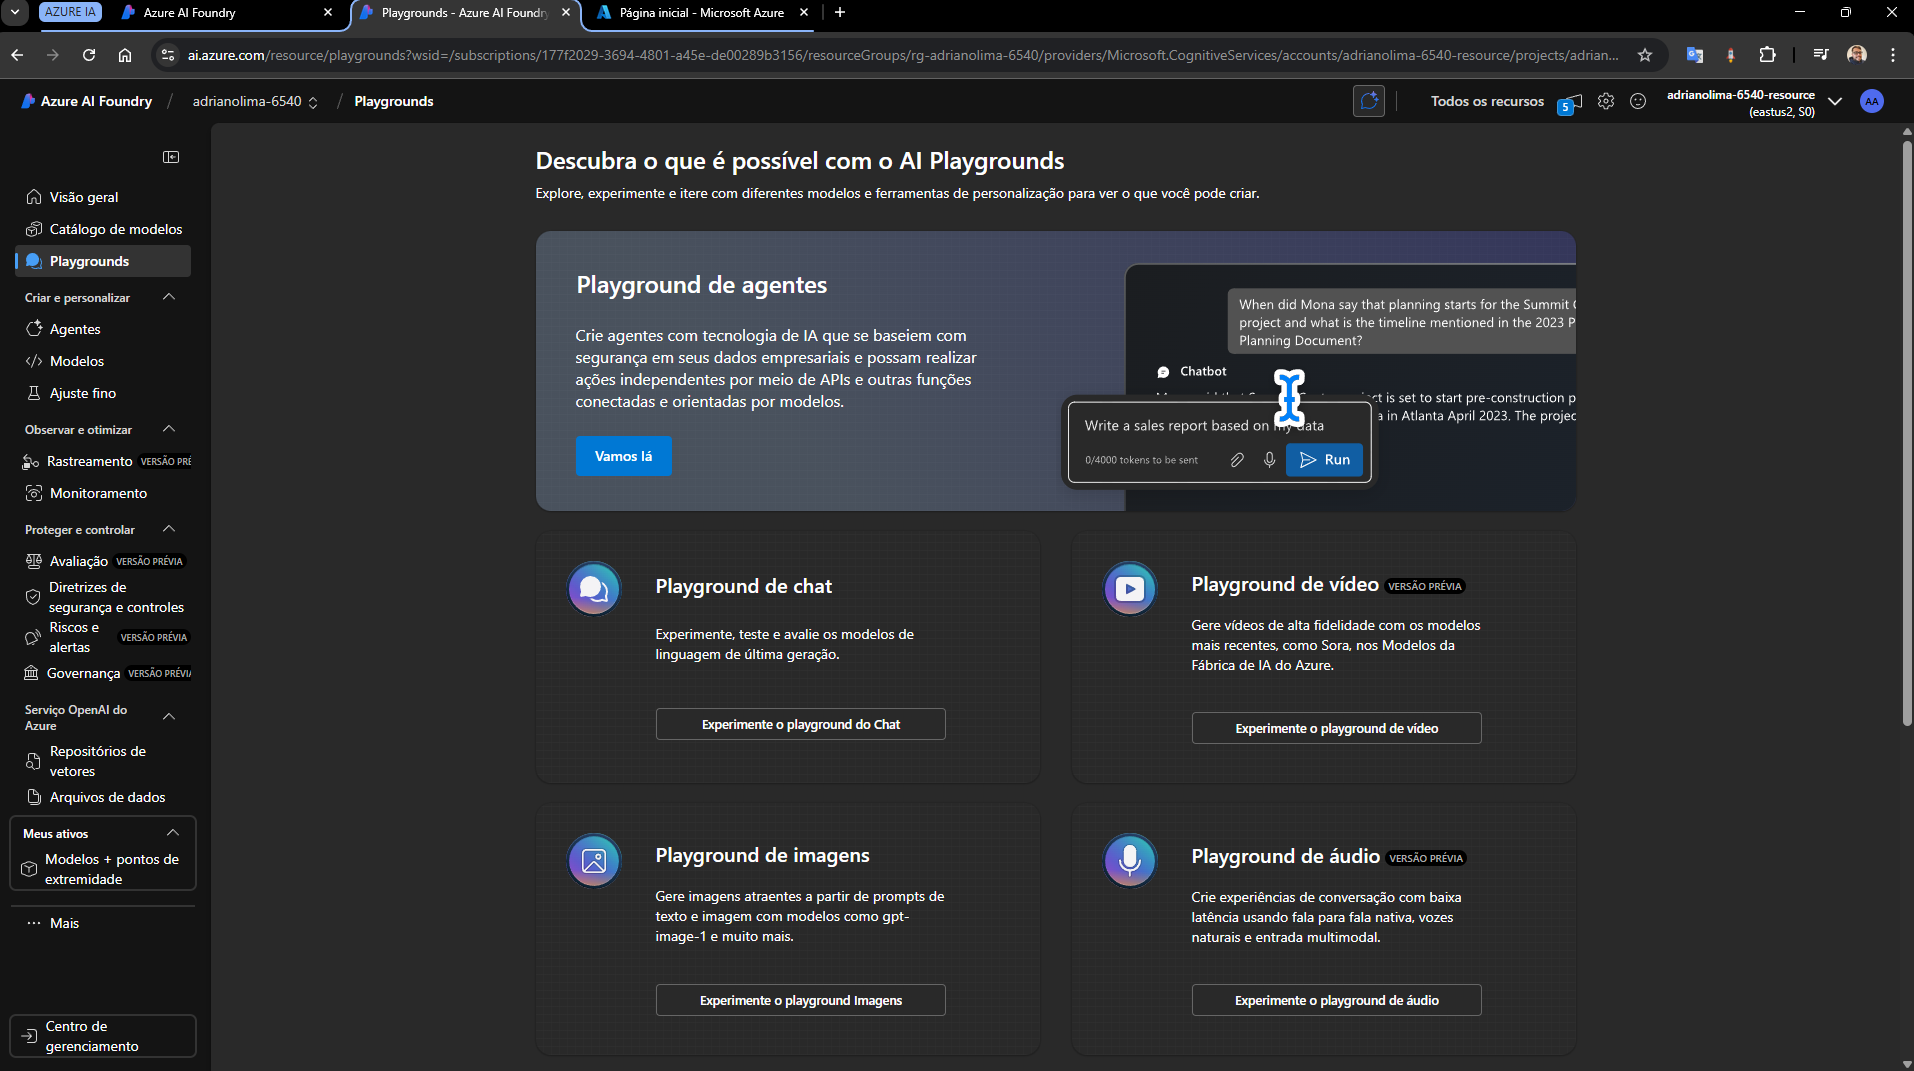 AZURE IA
Azure AI Foundry
Playgrounds - Azure AI Foundry
Página inicial - Microsoft Azure
ai.azure.com/resource/playgrounds?wsid=/subscriptions/177f2029-3694-4801-a45e-de00289b3156/resourceGroups/rg-adrianolima-6540/providers/Microsoft.CognitiveServices/accounts/adrianolima-6540-resource/projects/adrian...
Azure AI Foundry / adrianolima-6540 / Playgrounds
Todos os recursos
5
adrianolima-6540-resource
(eastus2, S0)
AA
Visão geral
Catálogo de modelos
Playgrounds
Criar e personalizar
Agentes
Modelos
Ajuste fino
Observar e otimizar
Rastreamento VERSÃO PRÉ
Monitoramento
Proteger e controlar
Avaliação VERSÃO PRÉVIA
Diretrizes de
segurança e controles
Riscos e
alertas VERSÃO PRÉVIA
Governança VERSÃO PRÉVIA
Serviço OpenAI do
Azure
Repositórios de
vetores
Arquivos de dados
Meus ativos
Modelos + pontos de
extremidade
Mais
Centro de
gerenciamento
Descubra o que é possível com o AI Playgrounds
Explore, experimente e itere com diferentes modelos e ferramentas de personalização para ver o que você pode criar.
Playground de agentes
Crie agentes com tecnologia de IA que se baseiem com
segurança em seus dados empresariais e possam realizar
ações independentes por meio de APIs e outras funções
conectadas e orientadas por modelos.
Vamos lá
When did Mona say that planning starts for the Summit
project and what is the timeline mentioned in the 2023 P
Planning Document?
Chatbot
is set to start pre-construction p
in Atlanta April 2023. The projec
Write a sales report based on my data
0/4000 tokens to be sent
Run
Playground de chat
Experimente, teste e avalie os modelos de
linguagem de última geração.
Experimente o playground do Chat
Playground de vídeo VERSÃO PRÉVIA
Gere vídeos de alta fidelidade com os modelos
mais recentes, como Sora, nos Modelos da
Fábrica de IA do Azure.
Experimente o playground de vídeo
Playground de imagens
Gere imagens atraentes a partir de prompts de
texto e imagem com modelos como gpt-
image-1 e muito mais.
Experimente o playground Imagens
Playground de áudio VERSÃO PRÉVIA
Crie experiências de conversação com baixa
latência usando fala para fala nativa, vozes
naturais e entrada multimodal.
Experimente o playground de áudio